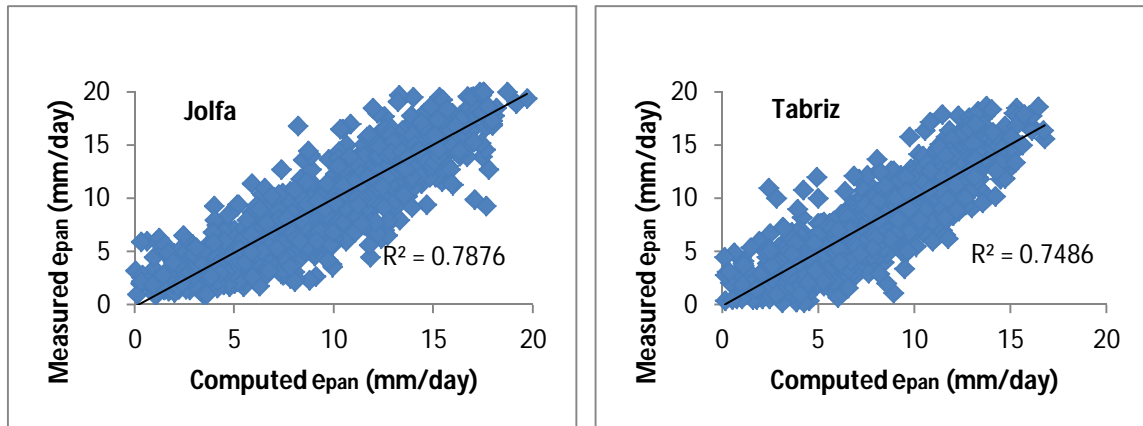 Jolfa
Measured epan (mm/day)
20
15
10
5
0
R² = 0.7876
0 5 10 15 20
Computed epan (mm/day)
Tabriz
Measured epan (mm/day)
20
15
10
5
0
R² = 0.7486
0 5 10 15 20
Computed epan (mm/day)